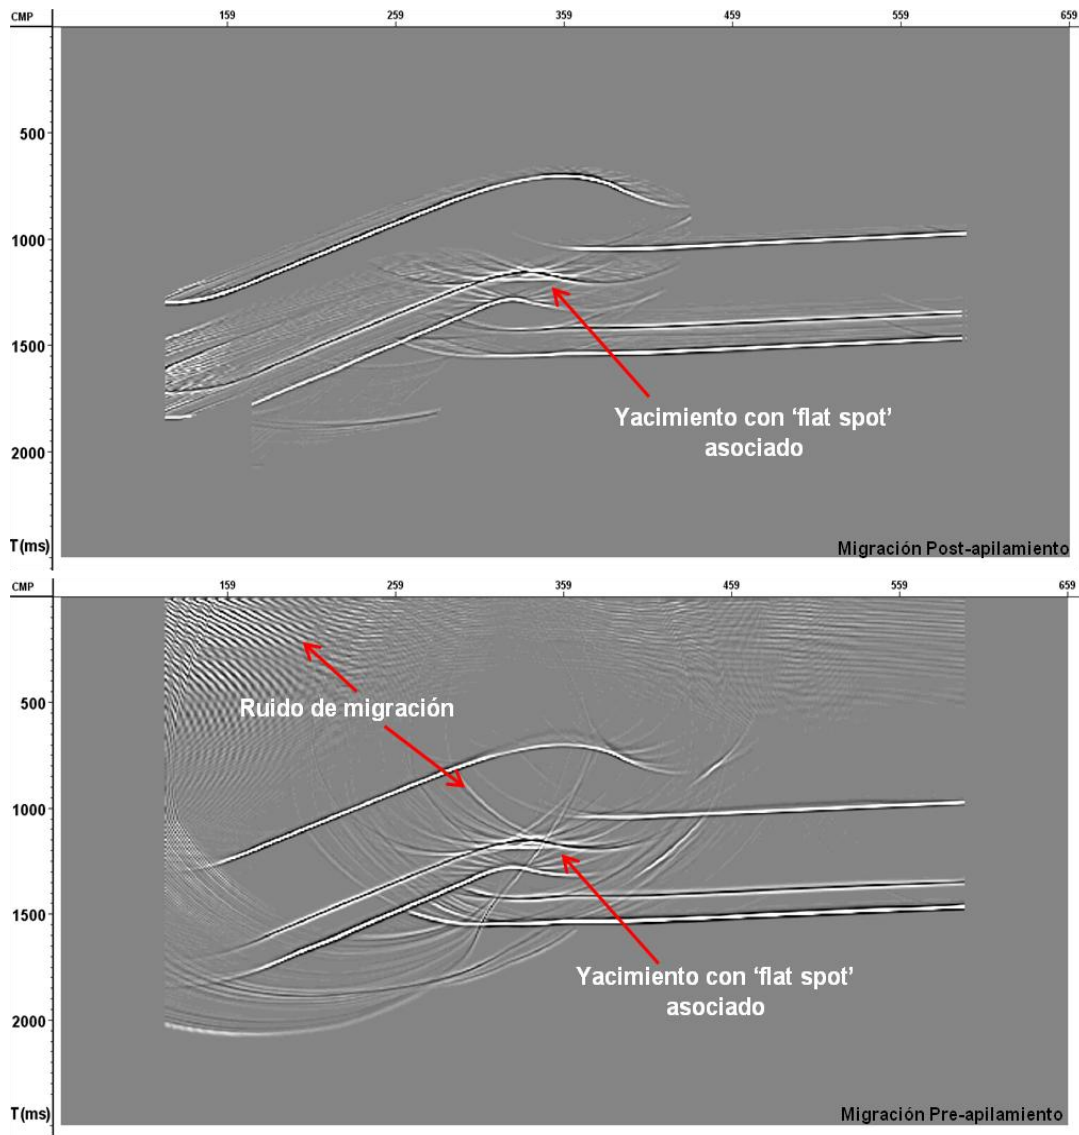 CMP 159 259 359 459 559 659
500
1000
1500
Yacimiento con ‘flat spot’
asociado
2000
T(ms)
Migración Post-apilamiento
CMP 159 259 359 459 559 659
500
Ruido de migración
1000
1500
Yacimiento con ‘flat spot’
asociado
2000
T(ms)
Migración Pre-apilamiento